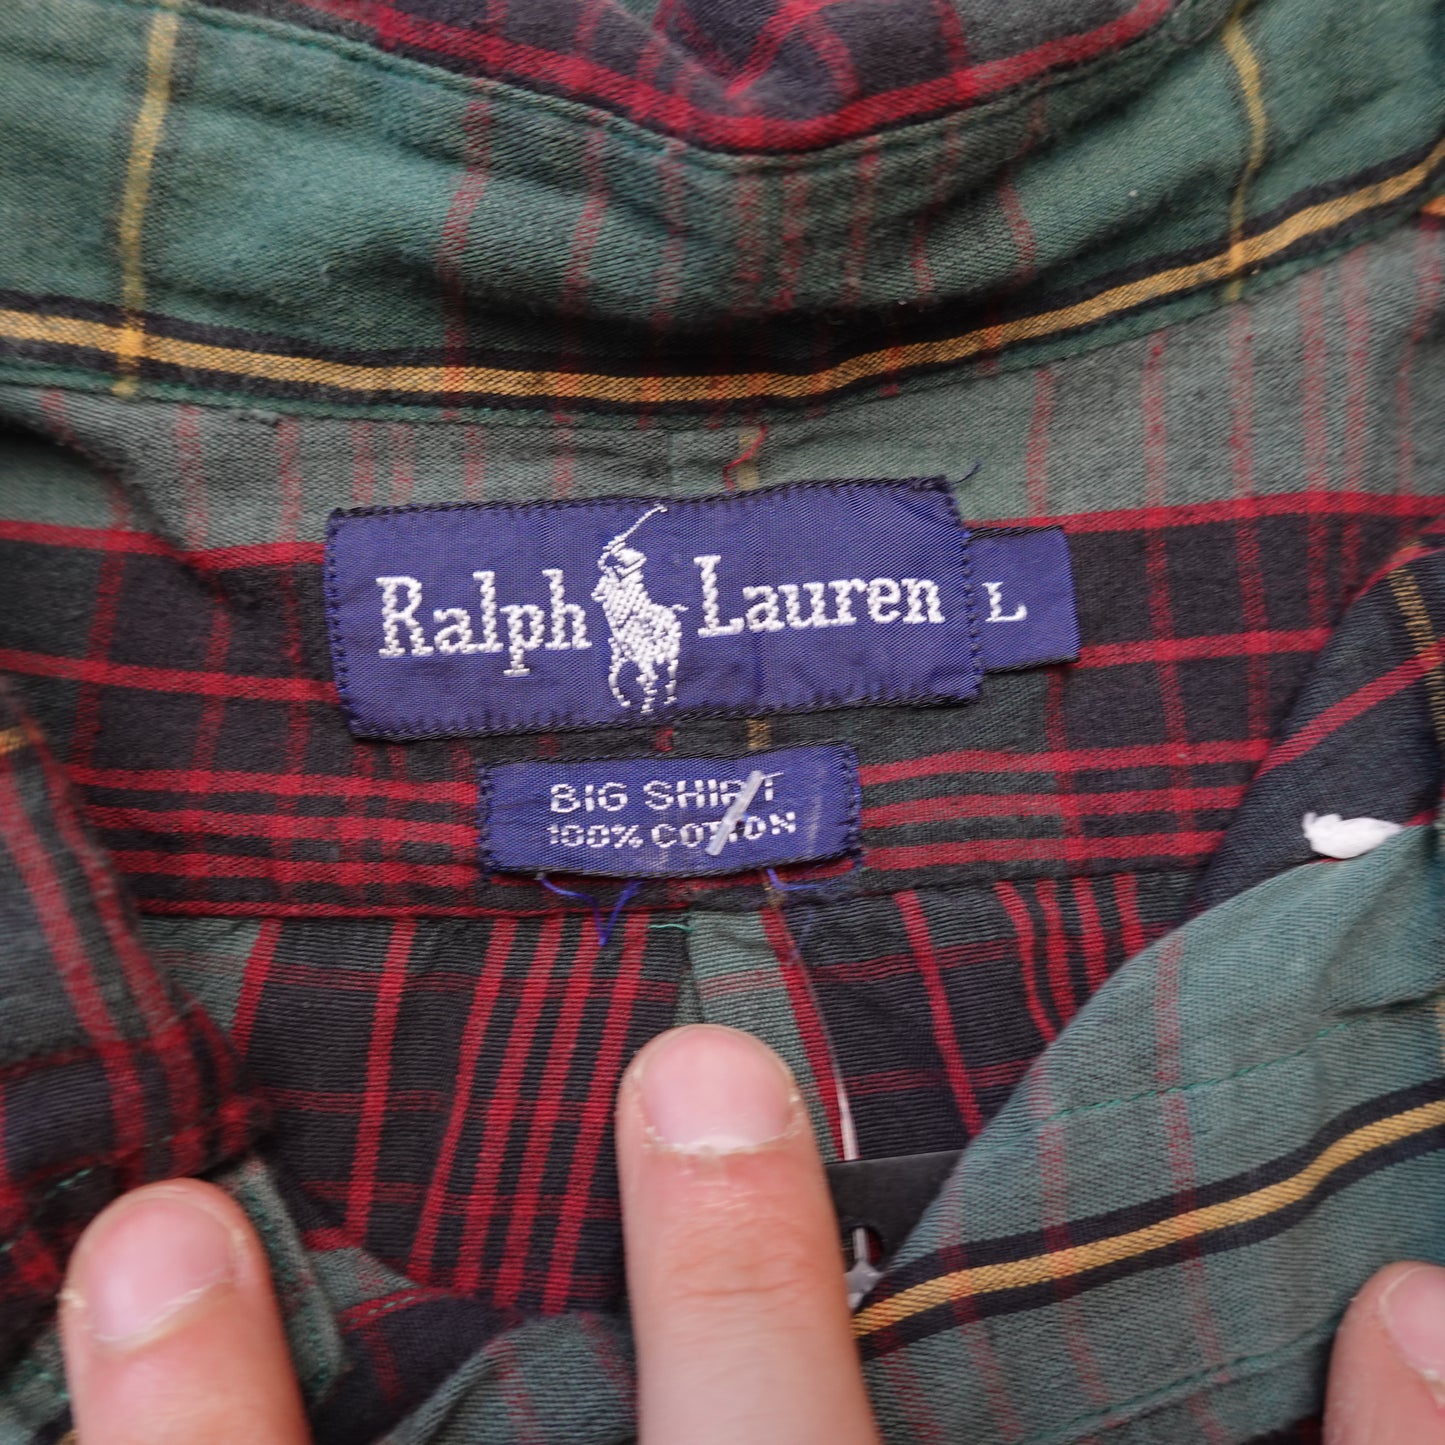 Ralph Lauren L
BIG SHIRT
100% COTTON